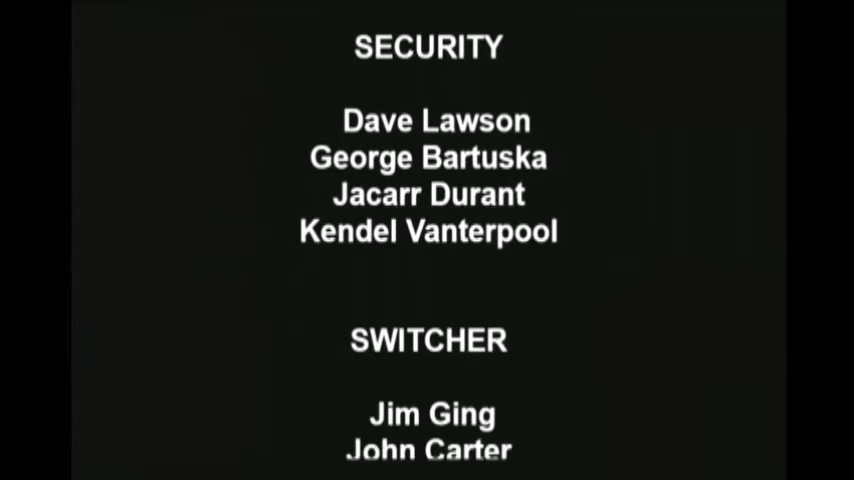 SECURITY
Dave Lawson
George Bartuska
Jacarr Durant
Kendel Vanterpool
SWITCHER
Jim Ging
John Carter